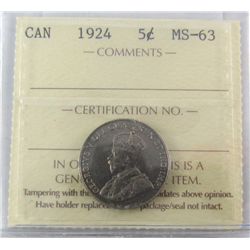 CAN 1924 5¢ MS-63
COMMENTS
CERTIFICATION NO.
IN O IS IS A
GEN ITEM.
Tampering with th dates above opinion.
Have holder replace package/seal not intact.